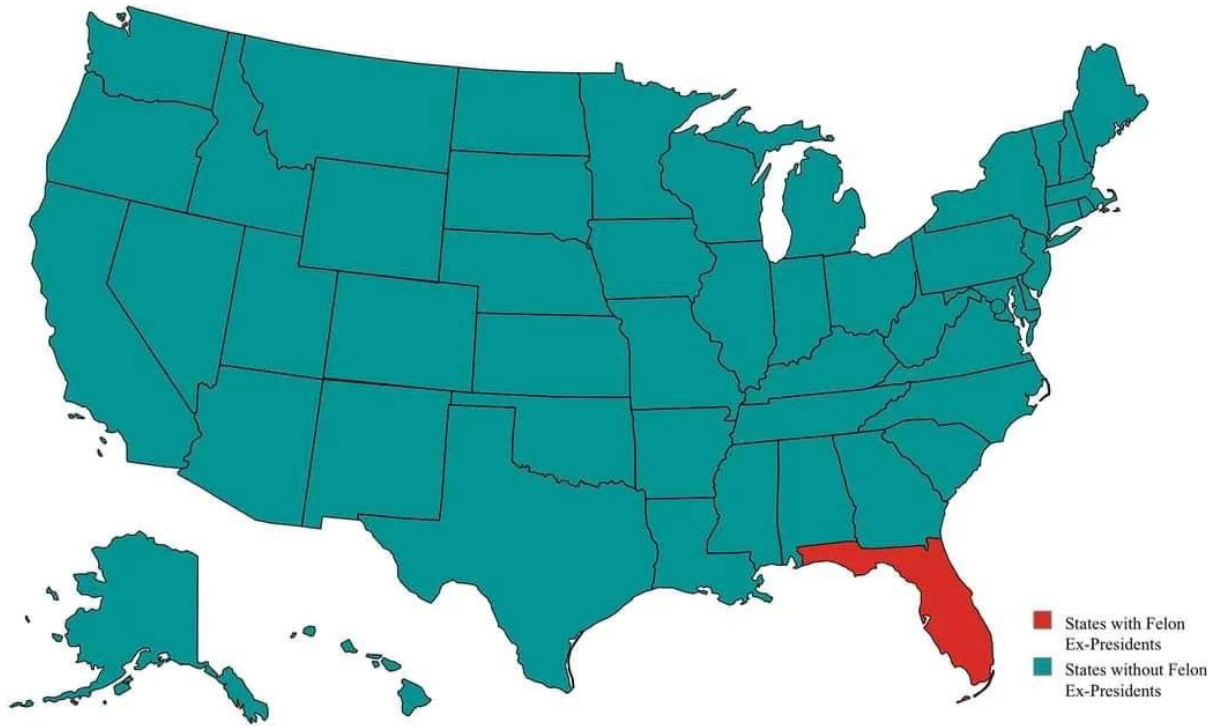 States with Felon
Ex-Presidents
States without Felon
Ex-Presidents